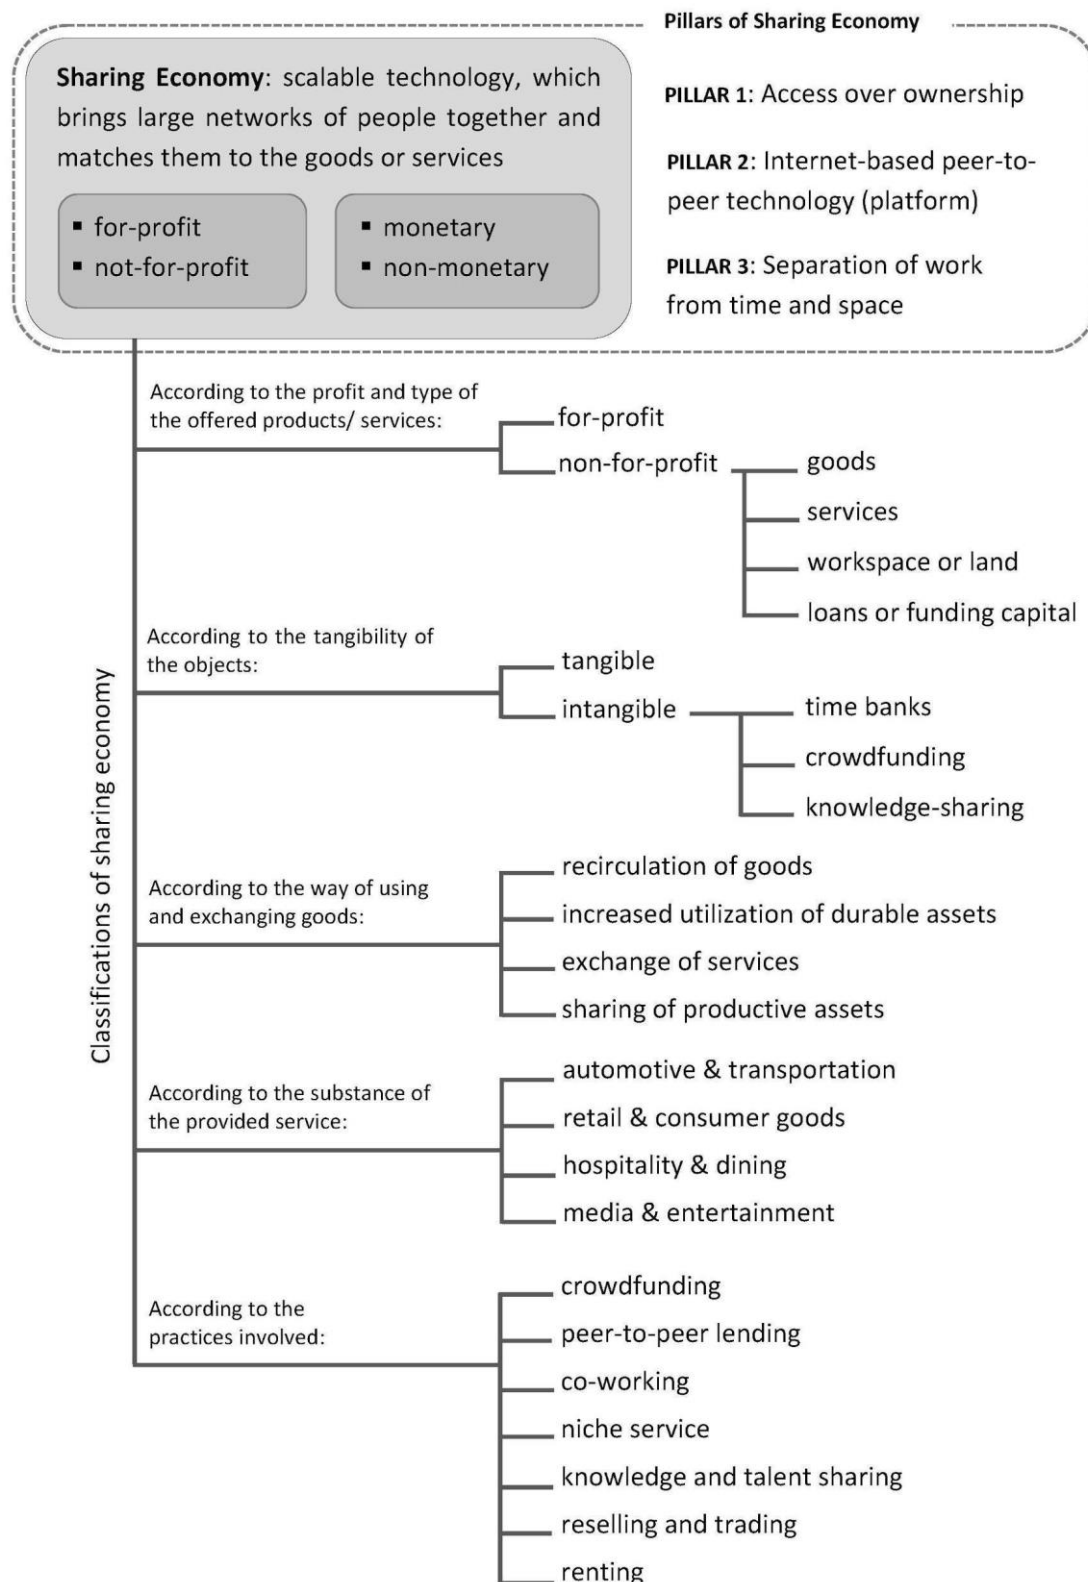 Pillars of Sharing Economy
Sharing Economy: scalable technology, which
brings large networks of people together and
matches them to the goods or services
▪ for-profit
▪ not-for-profit
▪ monetary
▪ non-monetary
PILLAR 1: Access over ownership
PILLAR 2: Internet-based peer-to-
peer technology (platform)
PILLAR 3: Separation of work
from time and space
Classifications of sharing economy
According to the profit and type of
the offered products/ services:
for-profit
non-for-profit
goods
services
workspace or land
loans or funding capital
According to the tangibility of
the objects:
tangible
intangible
time banks
crowdfunding
knowledge-sharing
According to the way of using
and exchanging goods:
recirculation of goods
increased utilization of durable assets
exchange of services
sharing of productive assets
According to the substance of
the provided service:
automotive & transportation
retail & consumer goods
hospitality & dining
media & entertainment
According to the
practices involved:
crowdfunding
peer-to-peer lending
co-working
niche service
knowledge and talent sharing
reselling and trading
renting